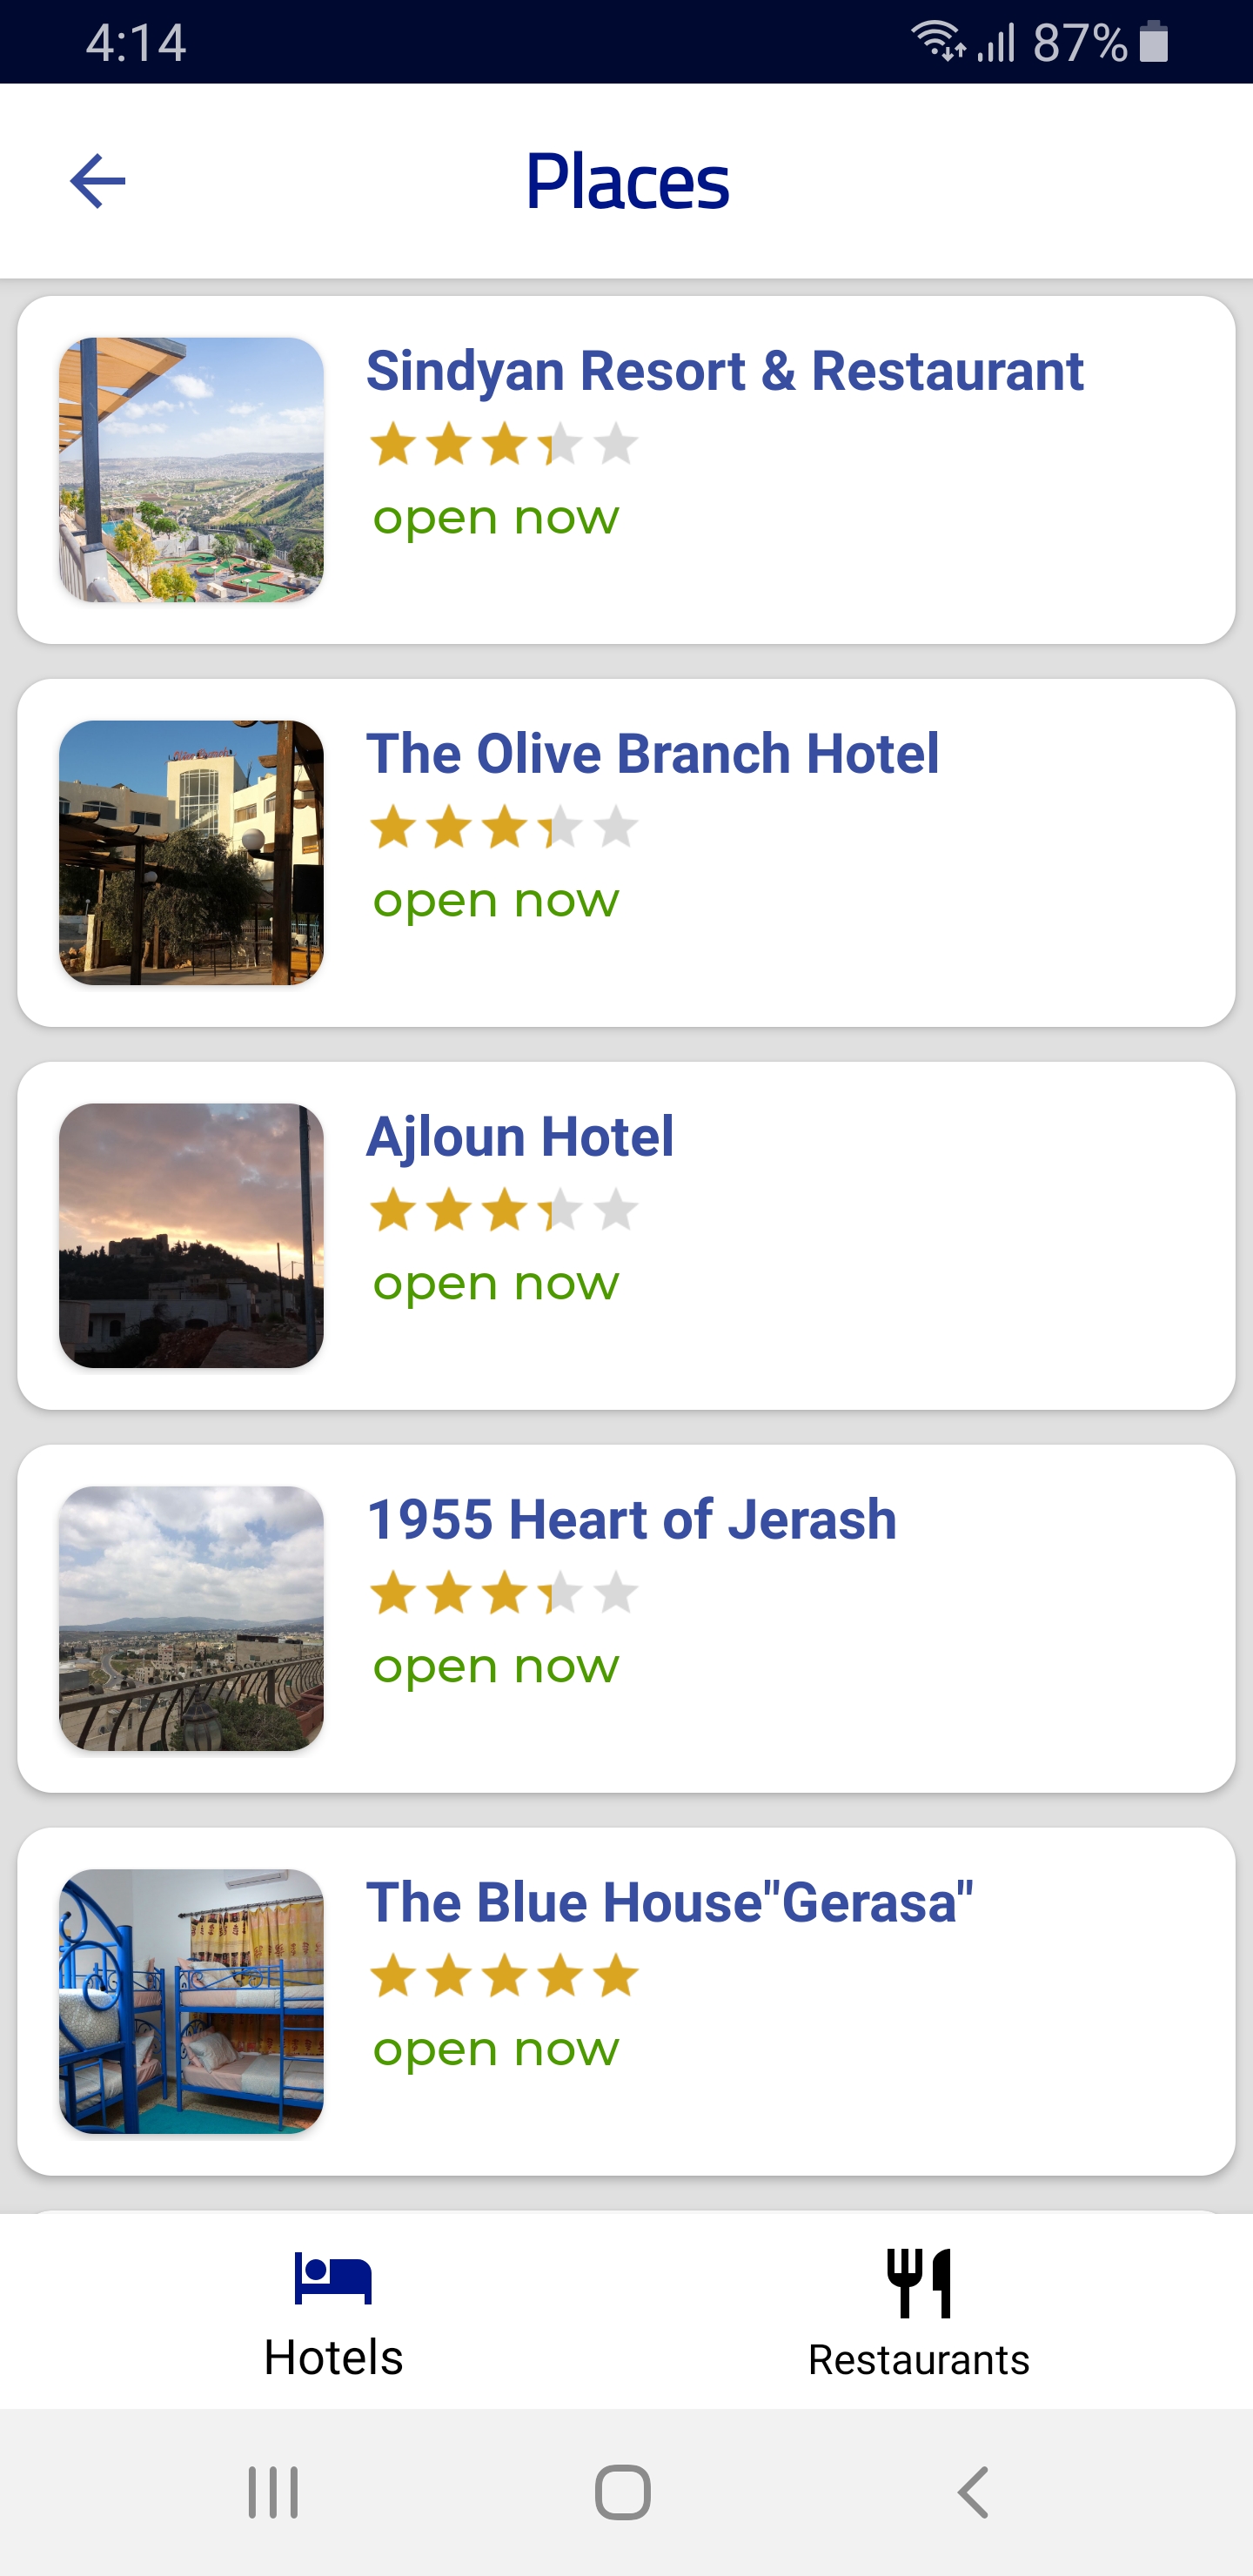 4:14
87%
Places
Sindyan Resort & Restaurant
open now
The Olive Branch Hotel
open now
Ajloun Hotel
open now
1955 Heart of Jerash
open now
The Blue House"Gerasa"
open now
Hotels
Restaurants